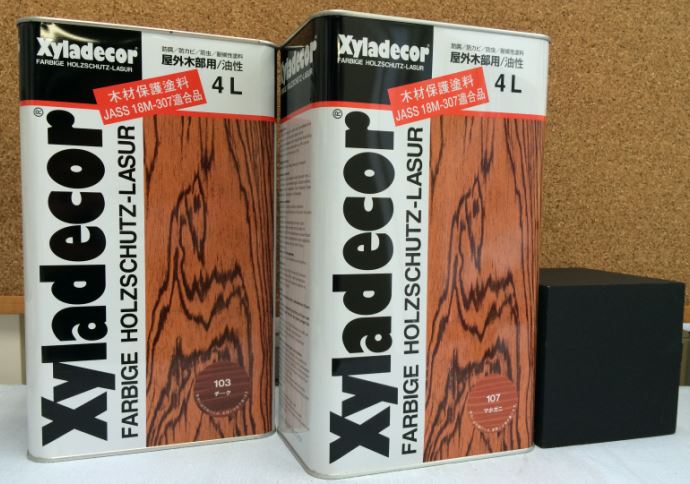 Xyladecor
FARBIGE HOLZSCHUTZ-LASUR
防腐/防カビ/防虫/耐候性塗料
屋外木部用/油性
4 L
木材保護塗料
JASS 18M-307適合品
Xyladecor®
FARBIGE HOLZSCHUTZ-LASUR
103
チーク
Xyladecor
FARBIGE HOLZSCHUTZ-LASUR
防腐/防カビ/防虫/耐候性塗料
屋外木部用/油性
4 L
木材保護塗料
JASS 18M-307適合品
Xyladecor®
FARBIGE HOLZSCHUTZ-LASUR
107
マホガニ